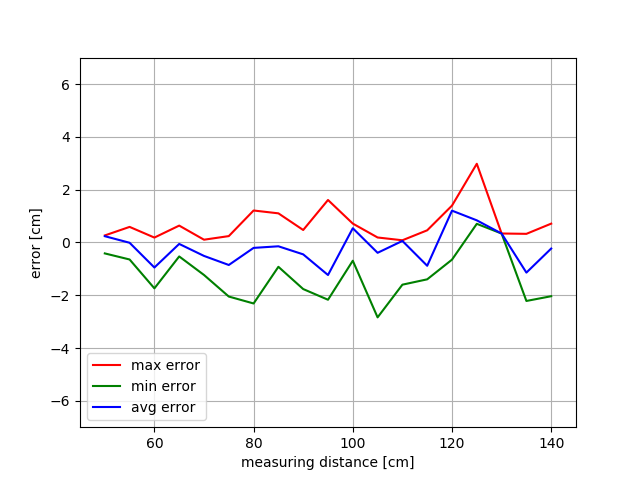 6
4
2
0
−2
−4
−6
error [cm]
max error
min error
avg error
60 80 100 120 140
measuring distance [cm]